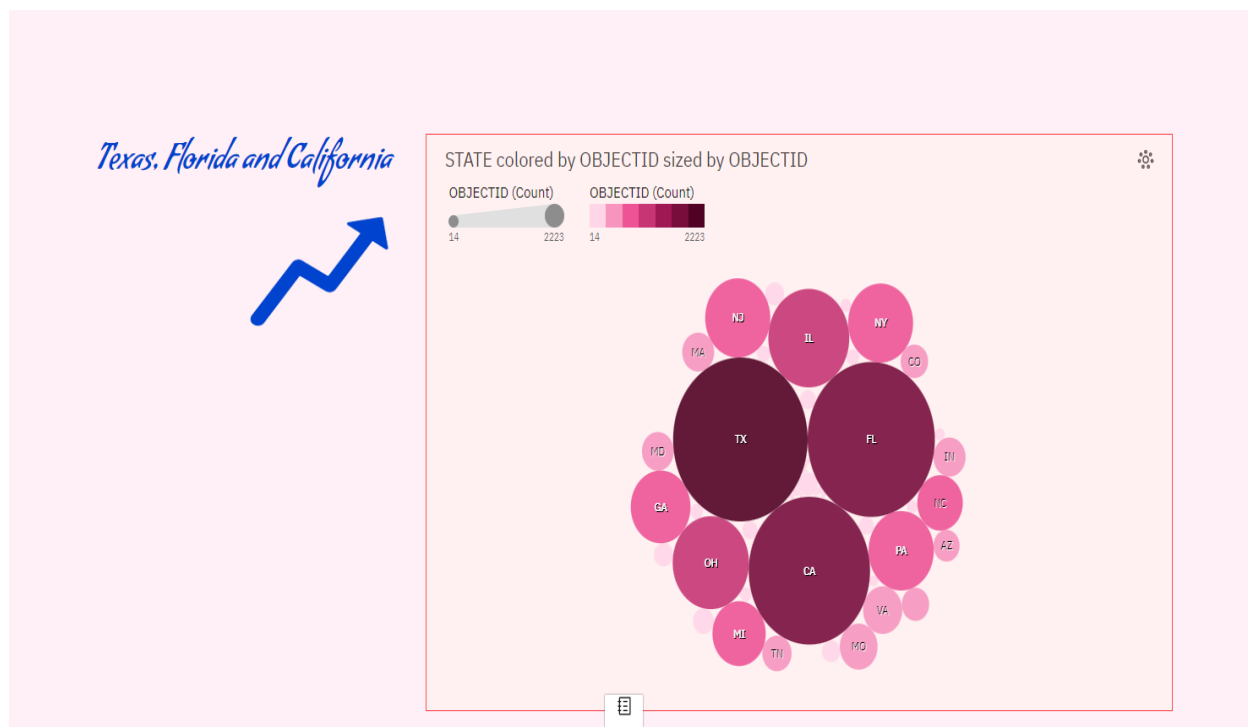 Texas, Florida and California
STATE colored by OBJECTID sized by OBJECTID
OBJECTID (Count) OBJECTID (Count)
14 2223 14 2223
NJ
IL
NY
MA
CO
TX
FL
MD
IN
GA
NC
OH
CA
PA
AZ
VA
MI
TN
MO